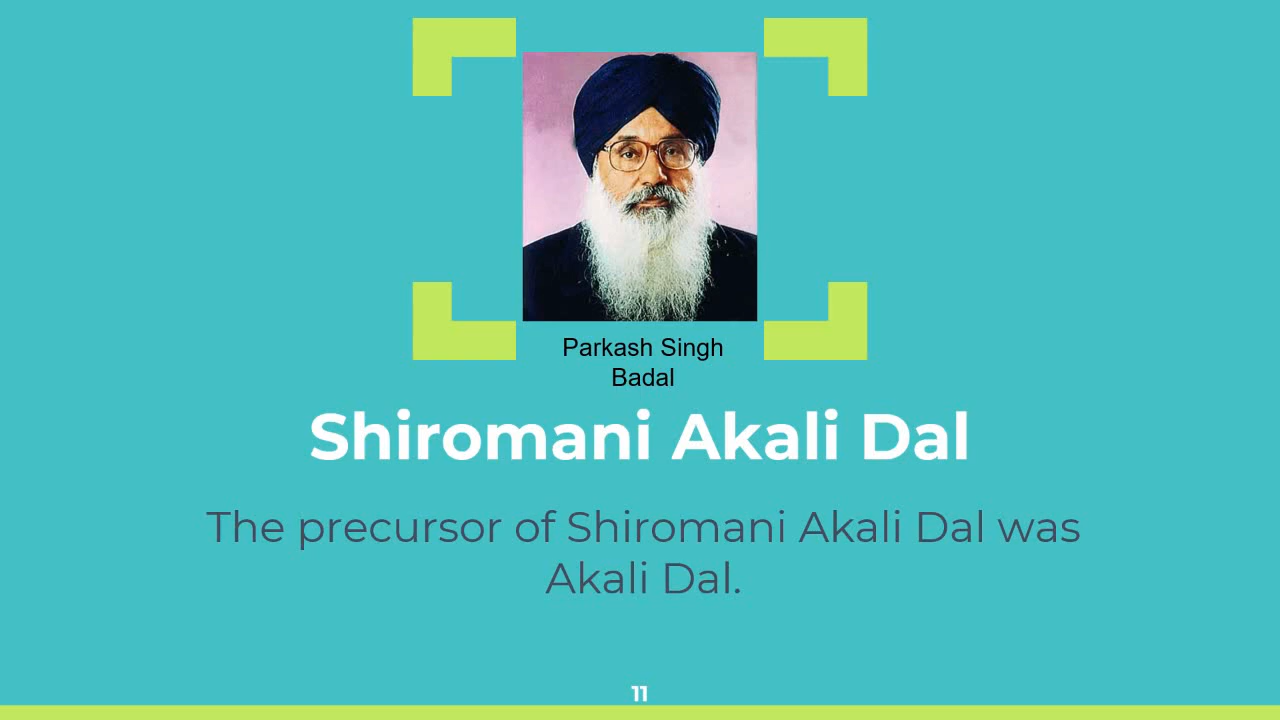 Parkash Singh
Badal
Shiromani Akali Dal
The precursor of Shiromani Akali Dal was
Akali Dal.
11